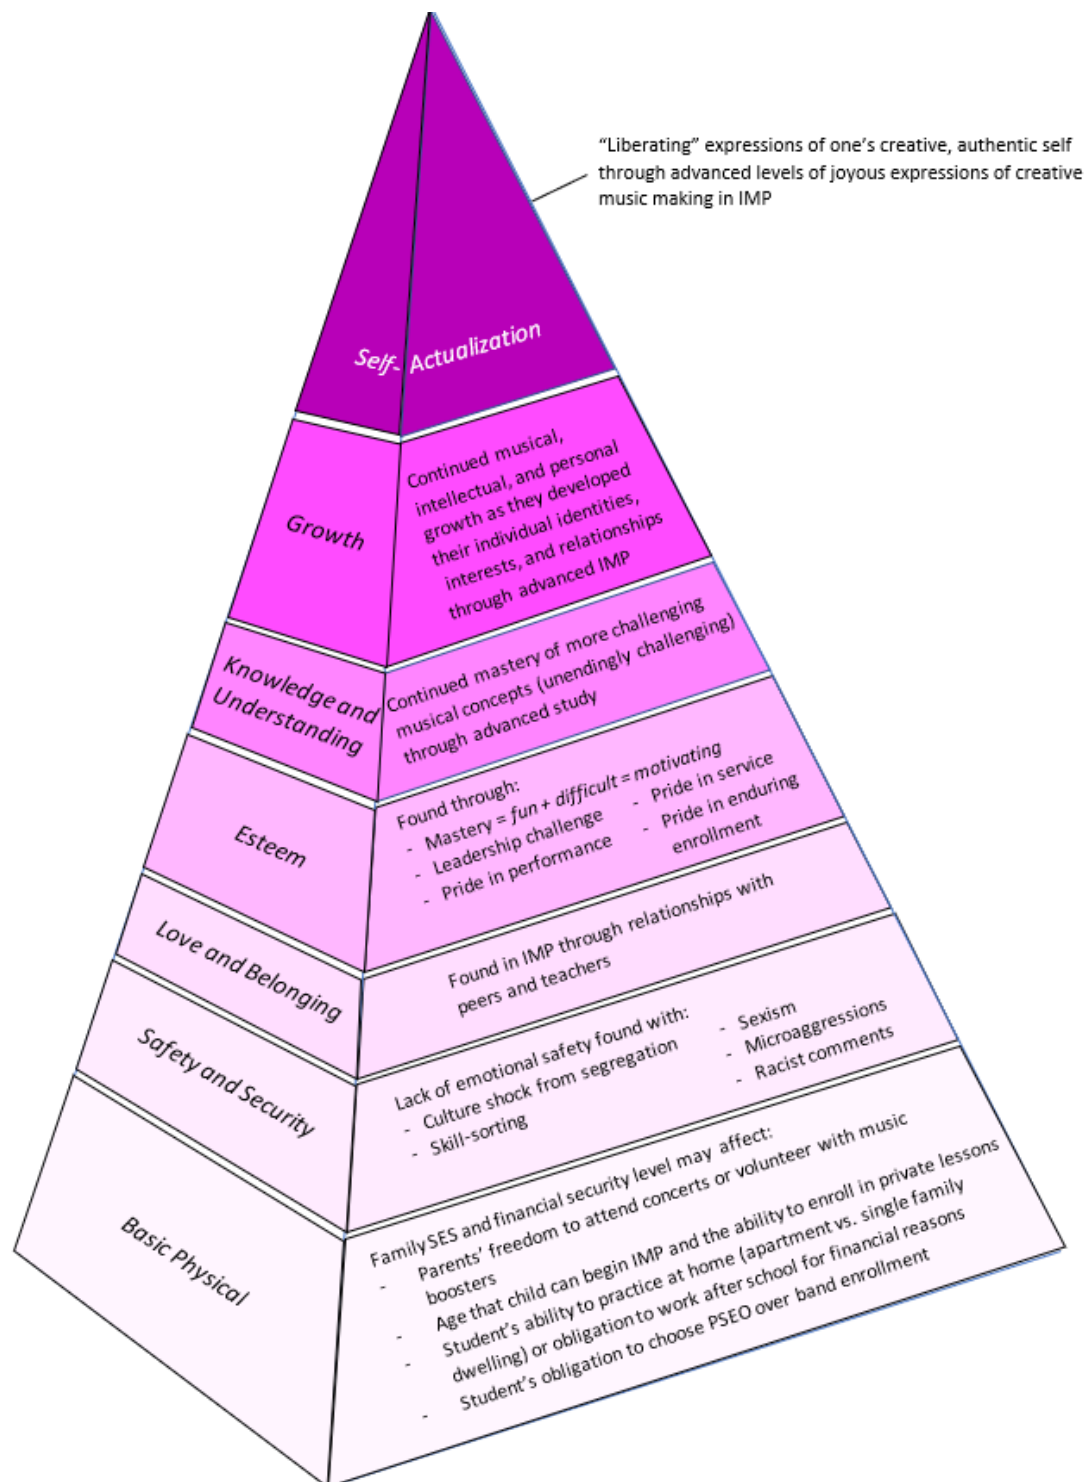 “Liberating” expressions of one’s creative, authentic self
through advanced levels of joyous expressions of creative
music making in IMP
Self- Actualization
Growth
Continued musical,
intellectual, and personal
growth as they developed
their individual identities,
interests, and relationships
through advanced IMP
Knowledge and
Understanding
Continued mastery of more challenging
musical concepts (unendingly challenging)
through advanced study
Esteem
Found through:
- Mastery = fun + difficult = motivating
- Leadership challenge
- Pride in performance
- Pride in service
- Pride in enduring
enrollment
Love and Belonging
Found in IMP through relationships with
peers and teachers
Safety and Security
Lack of emotional safety found with:
- Culture shock from segregation
- Skill-sorting
- Sexism
- Microaggressions
- Racist comments
Basic Physical
Family SES and financial security level may affect:
- Parents’ freedom to attend concerts or volunteer with music
boosters
- Age that child can begin IMP and the ability to enroll in private lessons
- Student’s ability to practice at home (apartment vs. single family
dwelling) or obligation to work after school for financial reasons
- Student’s obligation to choose PSEO over band enrollment